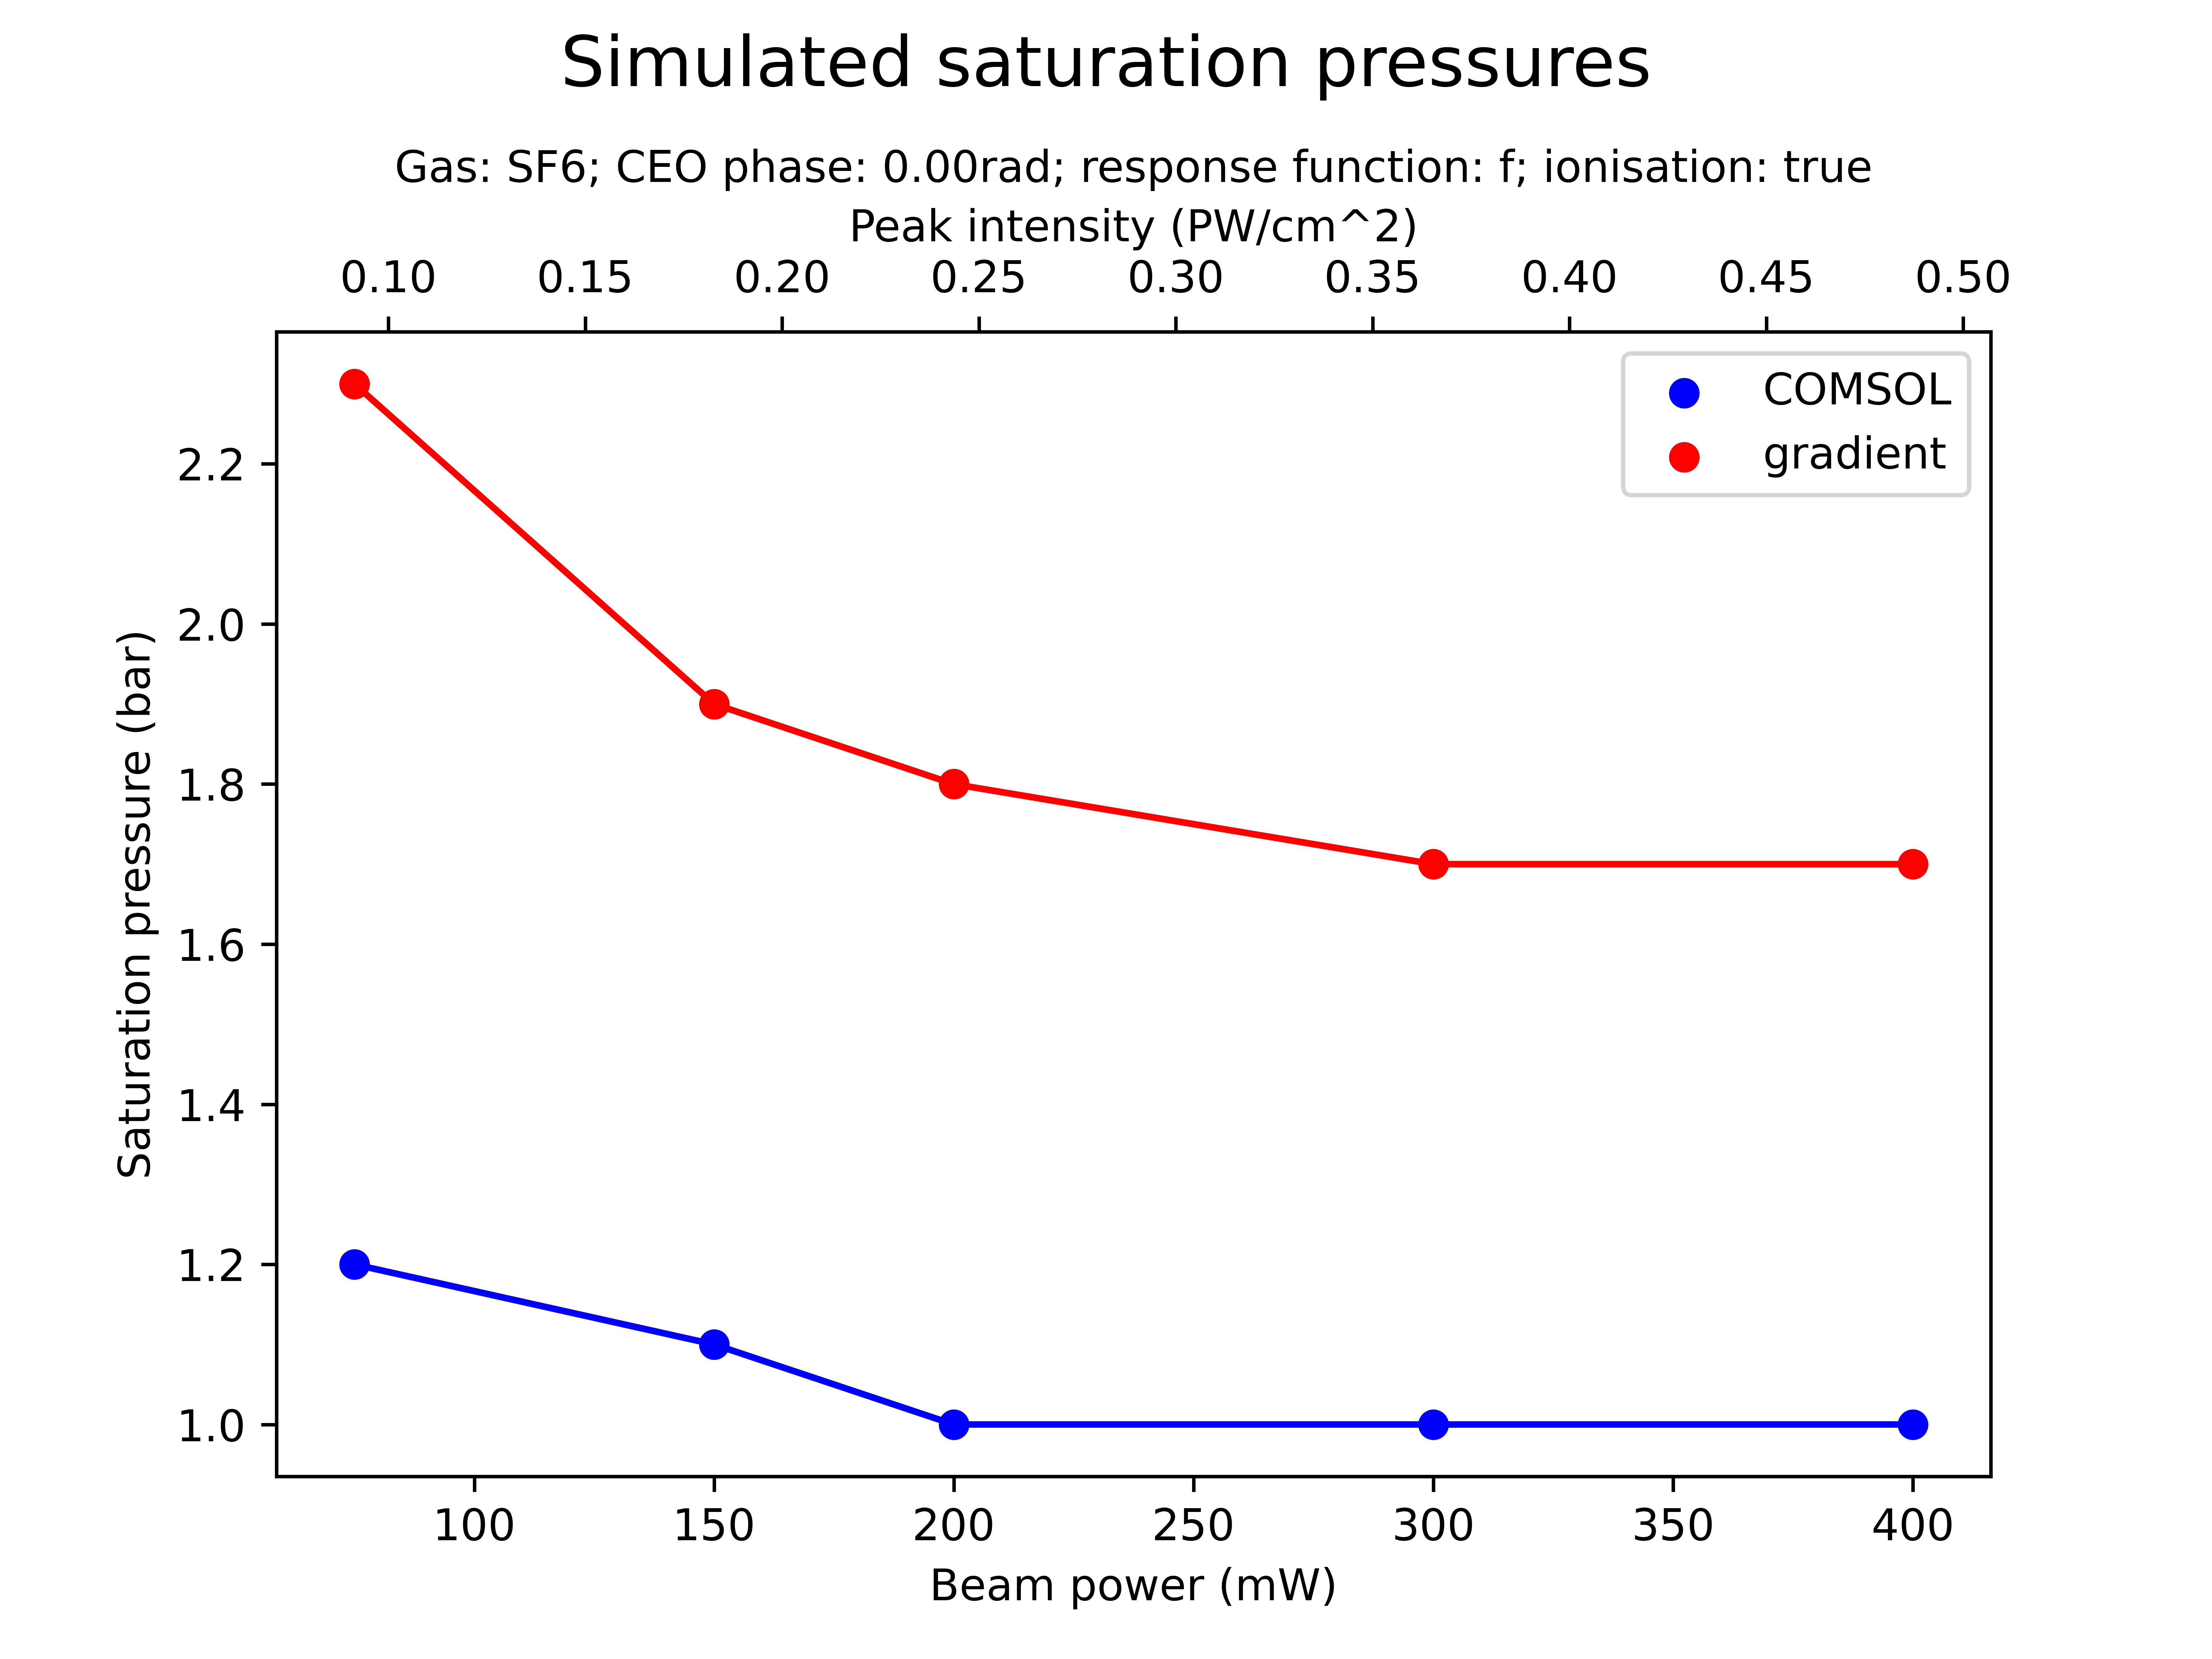 Simulated saturation pressures
Gas: SF6; CEO phase: 0.00rad; response function: f; ionisation: true
Peak intensity (PW/cm^2)
0.10 0.15 0.20 0.25 0.30 0.35 0.40 0.45 0.50
COMSOL
gradient
Saturation pressure (bar)
2.2
2.0
1.8
1.6
1.4
1.2
1.0
100 150 200 250 300 350 400
Beam power (mW)